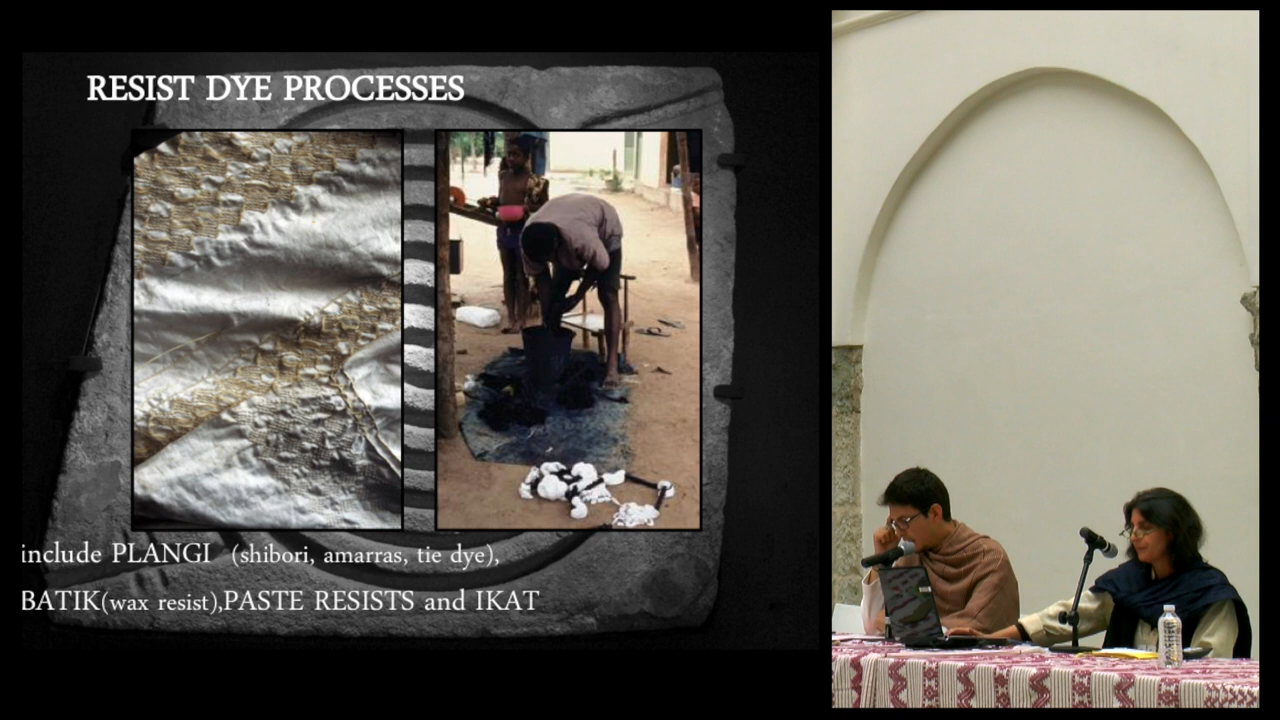 RESIST DYE PROCESSES
include PLANGI (shibori, amarras, tie dye),
BATIK(wax resist),PASTE RESISTS and IKAT